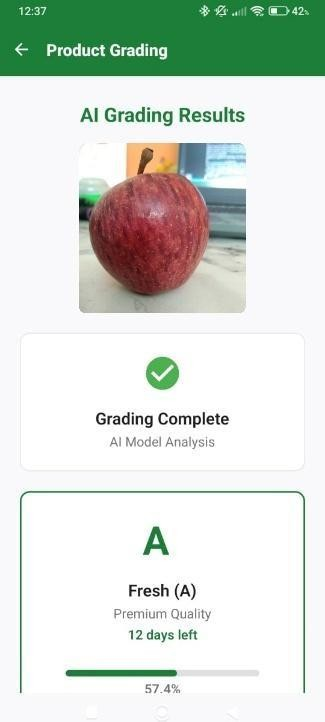 12:37
42%
Product Grading
AI Grading Results
Grading Complete
AI Model Analysis
A
Fresh (A)
Premium Quality
12 days left
57.4%